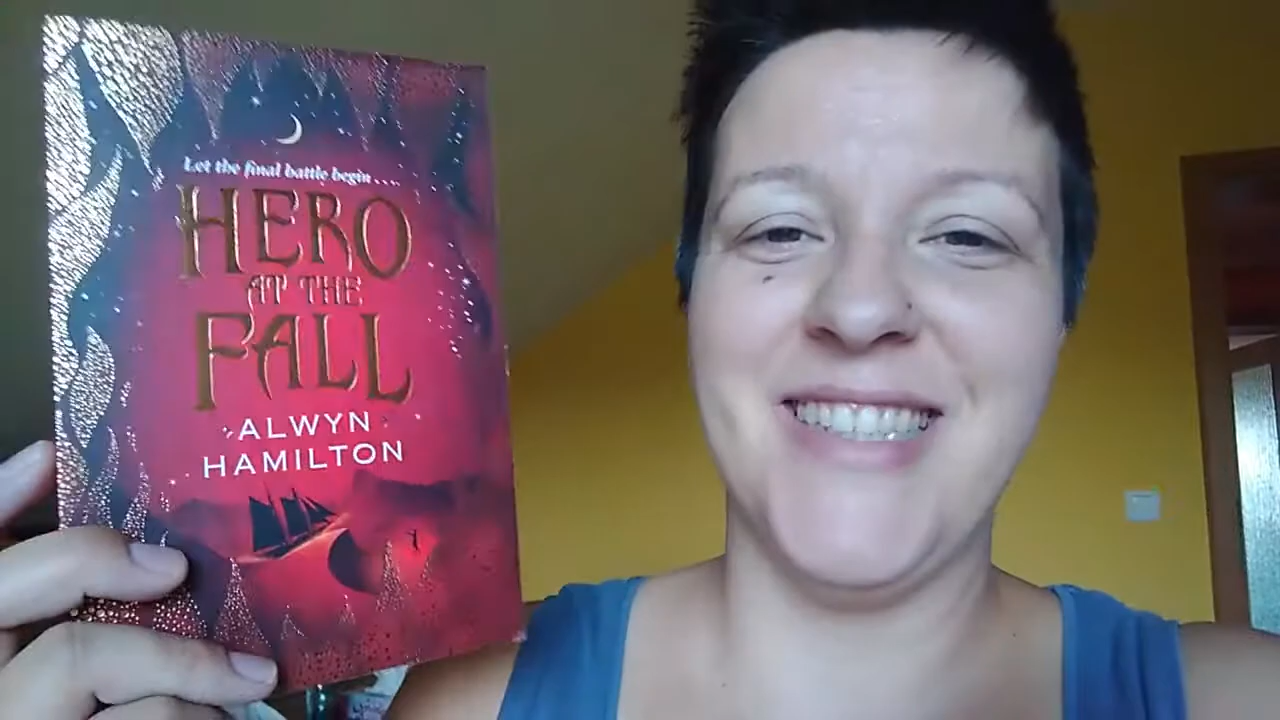 Let the final battle begin....
HERO
AT THE
FALL
ALWYN
HAMILTON